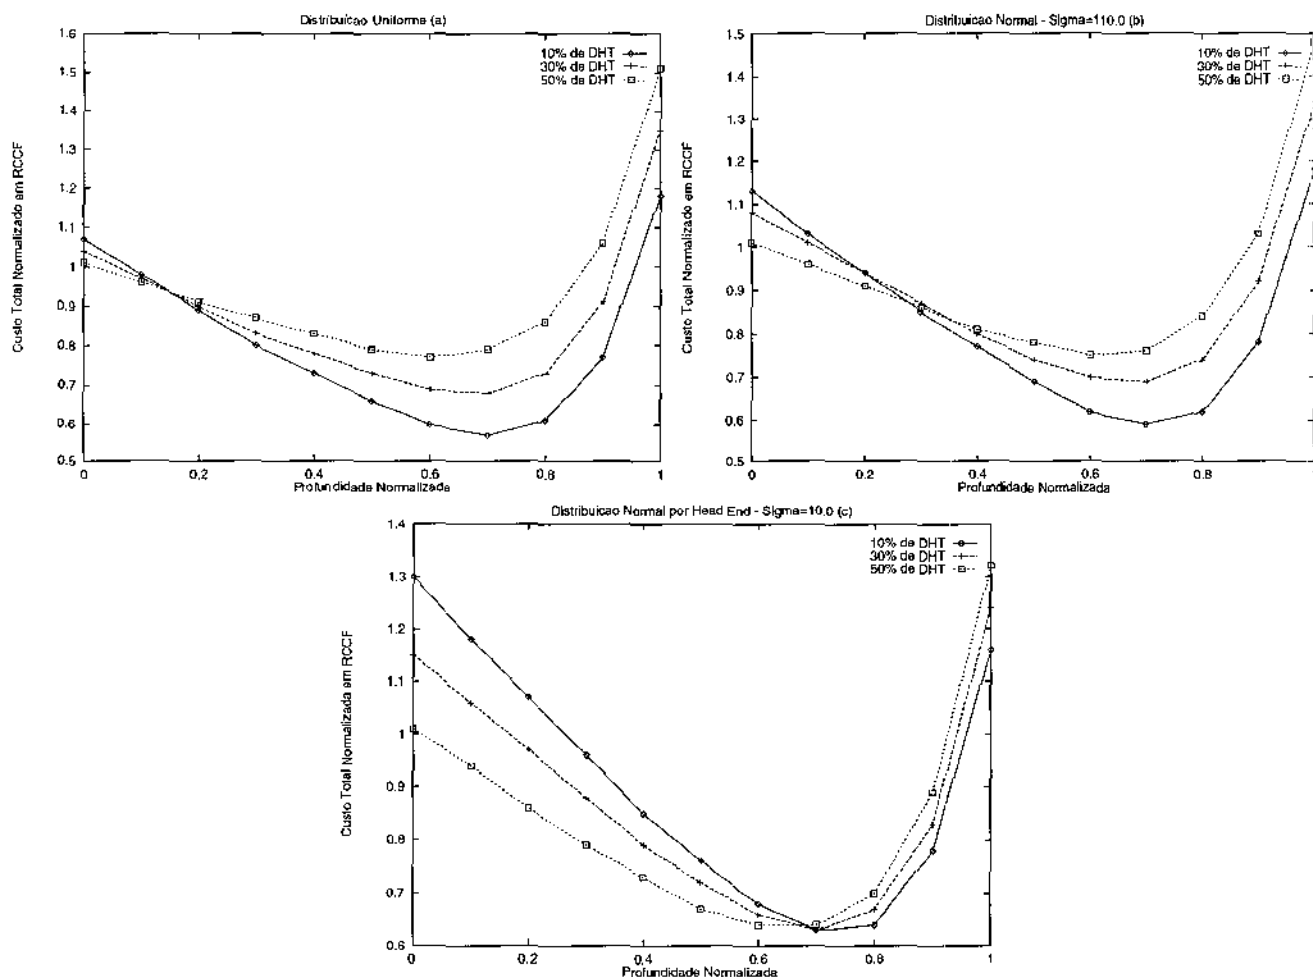 Distribuicao Uniforme (a)
1.6
1.5
1.4
1.3
1.2
1.1
1
0.9
0.8
0.7
0.6
0.5
0
0.2
0.4
0.6
0.8
1
Custo Total Normalizado em RCCF
Profundidade Normalizada
10% de DHT
30% de DHT
50% de DHT
Distribuicao Normal - Sigma=110.0 (b)
1.5
1.4
1.3
1.2
1.1
1
0.9
0.8
0.7
0.6
0.5
0
0.2
0.4
0.6
0.8
1
Custo Total Normalizado em RCCF
Profundidade Normalizada
10% de DHT
30% de DHT
50% de DHT
Distribuicao Normal por Head End - Sigma=10.0 (c)
1.4
1.3
1.2
1.1
1
0.9
0.8
0.7
0.6
0
0.2
0.4
0.6
0.8
1
Custo Total Normalizada em RCCF
Profundidade Normalizada
10% de DHT
30% de DHT
50% de DHT